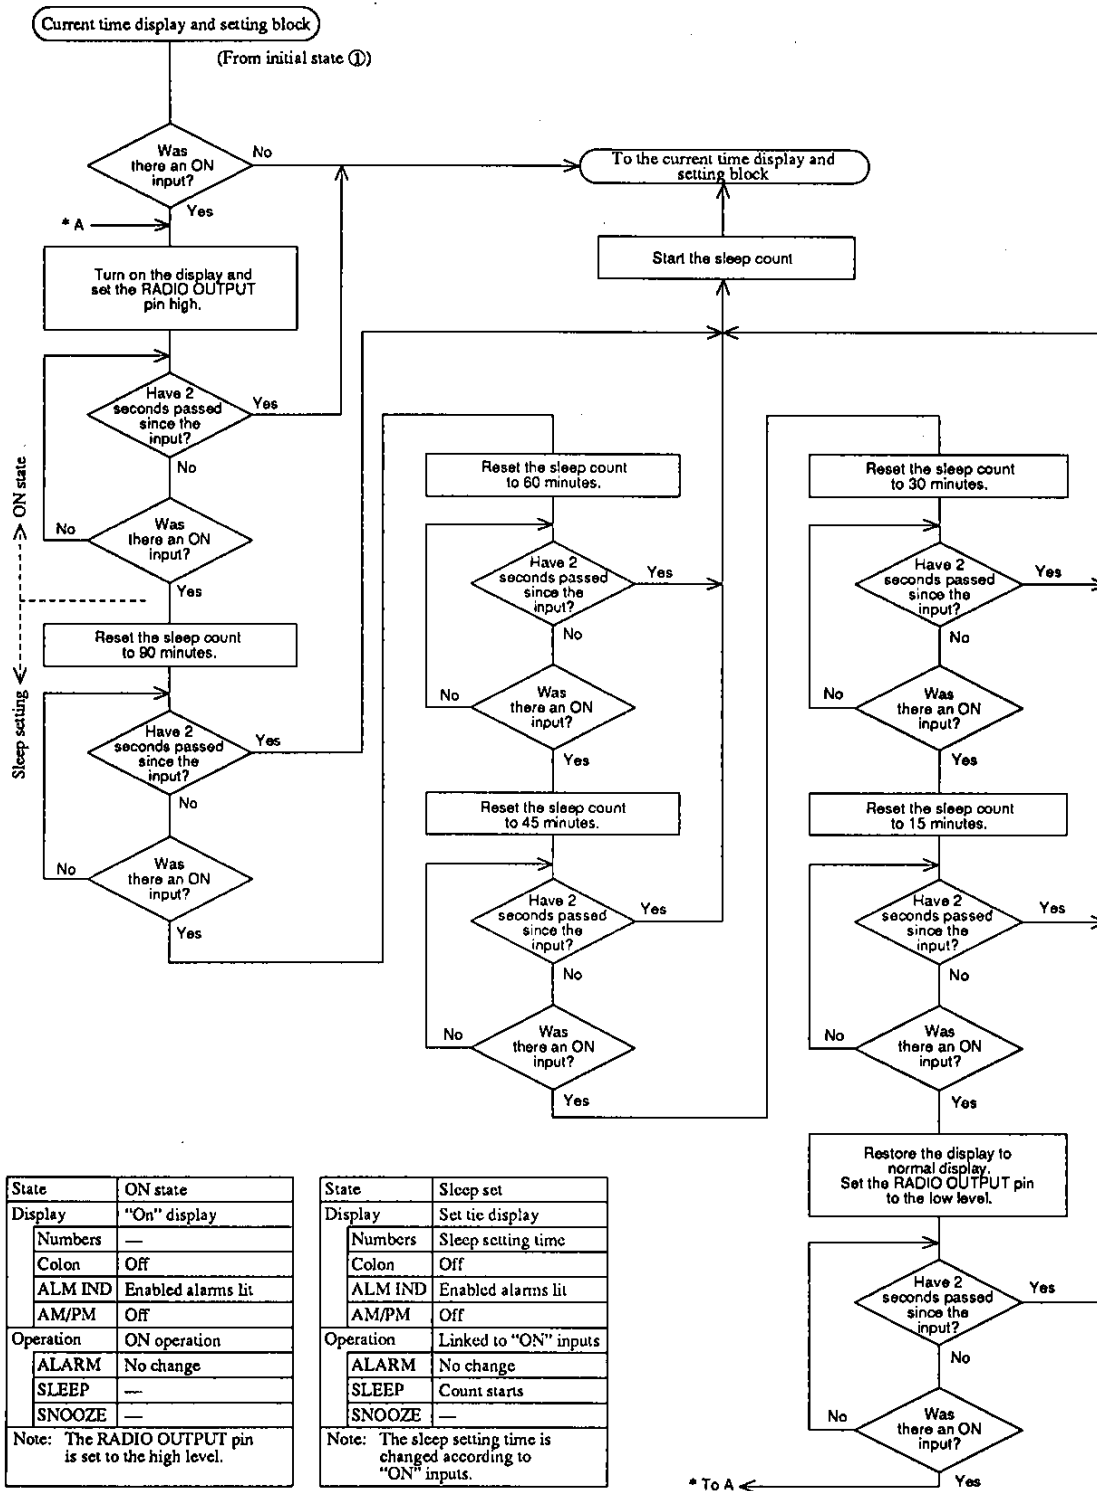 Current time display and setting block
(From initial state ①)
Was
there an ON
input?
No
Yes
* A
Turn on the display and
set the RADIO OUTPUT
pin high.
Have 2
seconds passed
since the
input?
Yes
No
Was
there an ON
input?
No
Yes
ON state
Sleep setting
Reset the sleep count
to 90 minutes.
Have 2
seconds passed
since the
input?
Yes
No
Was
there an ON
input?
No
Yes
To the current time display and
setting block
Start the sleep count
Reset the sleep count
to 60 minutes.
Have 2
seconds passed
since the
input?
Yes
No
Was
there an ON
input?
No
Yes
Reset the sleep count
to 45 minutes.
Have 2
seconds passed
since the
input?
Yes
No
Was
there an ON
input?
No
Yes
Reset the sleep count
to 30 minutes.
Have 2
seconds passed
since the
input?
Yes
No
Was
there an ON
input?
No
Yes
Reset the sleep count
to 15 minutes.
Have 2
seconds passed
since the
input?
Yes
No
Was
there an ON
input?
No
Yes
Restore the display to
normal display.
Set the RADIO OUTPUT pin
to the low level.
Have 2
seconds passed
since the
input?
Yes
No
Was
there an ON
input?
No
Yes
* To A
State ON state
Display "On" display
Numbers —
Colon Off
ALM IND Enabled alarms lit
AM/PM Off
Operation ON operation
ALARM No change
SLEEP —
SNOOZE —
Note: The RADIO OUTPUT pin
is set to the high level.
State Sleep set
Display Set tie display
Numbers Sleep setting time
Colon Off
ALM IND Enabled alarms lit
AM/PM Off
Operation Linked to "ON" inputs
ALARM No change
SLEEP Count starts
SNOOZE —
Note: The sleep setting time is
changed according to
"ON" inputs.